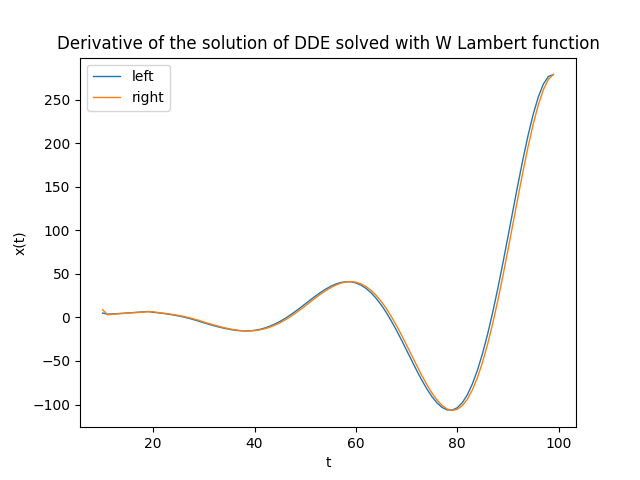 Derivative of the solution of DDE solved with W Lambert function
left
right
x(t)
250
200
150
100
50
0
−50
−100
20
40
60
80
100
t